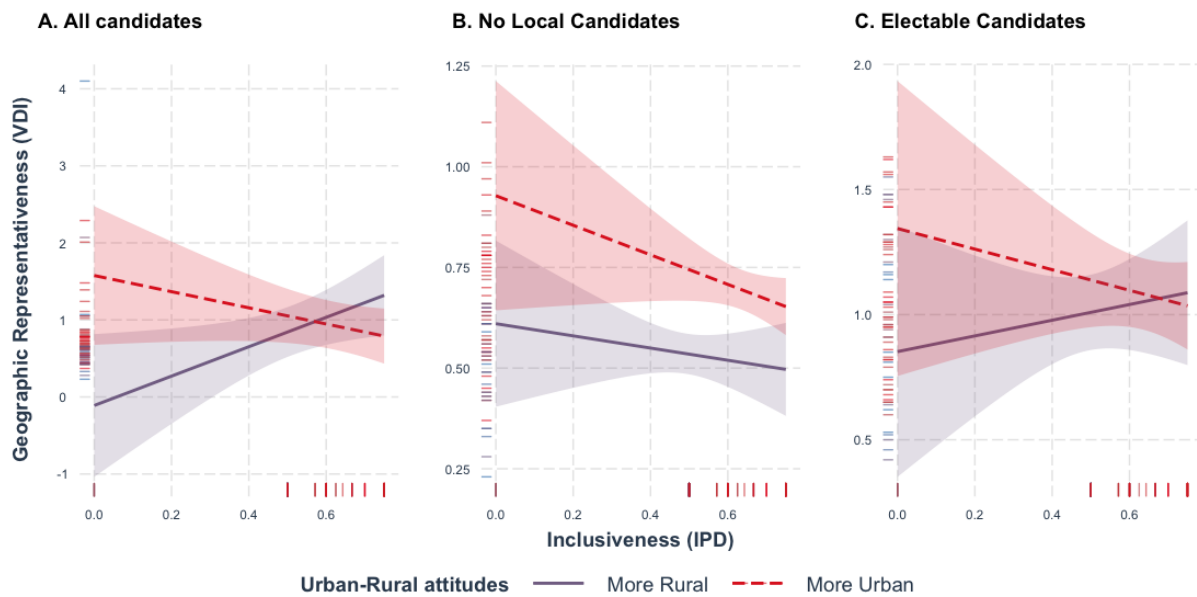 A. All candidates
B. No Local Candidates
C. Electable Candidates
Geographic Representativeness (VDI)
4
3
2
1
0
-1
0.0 0.2 0.4 0.6
1.25
1.00
0.75
0.50
0.25
0.0 0.2 0.4 0.6
2.0
1.5
1.0
0.5
0.0 0.2 0.4 0.6
Inclusiveness (IPD)
Urban-Rural attitudes More Rural More Urban